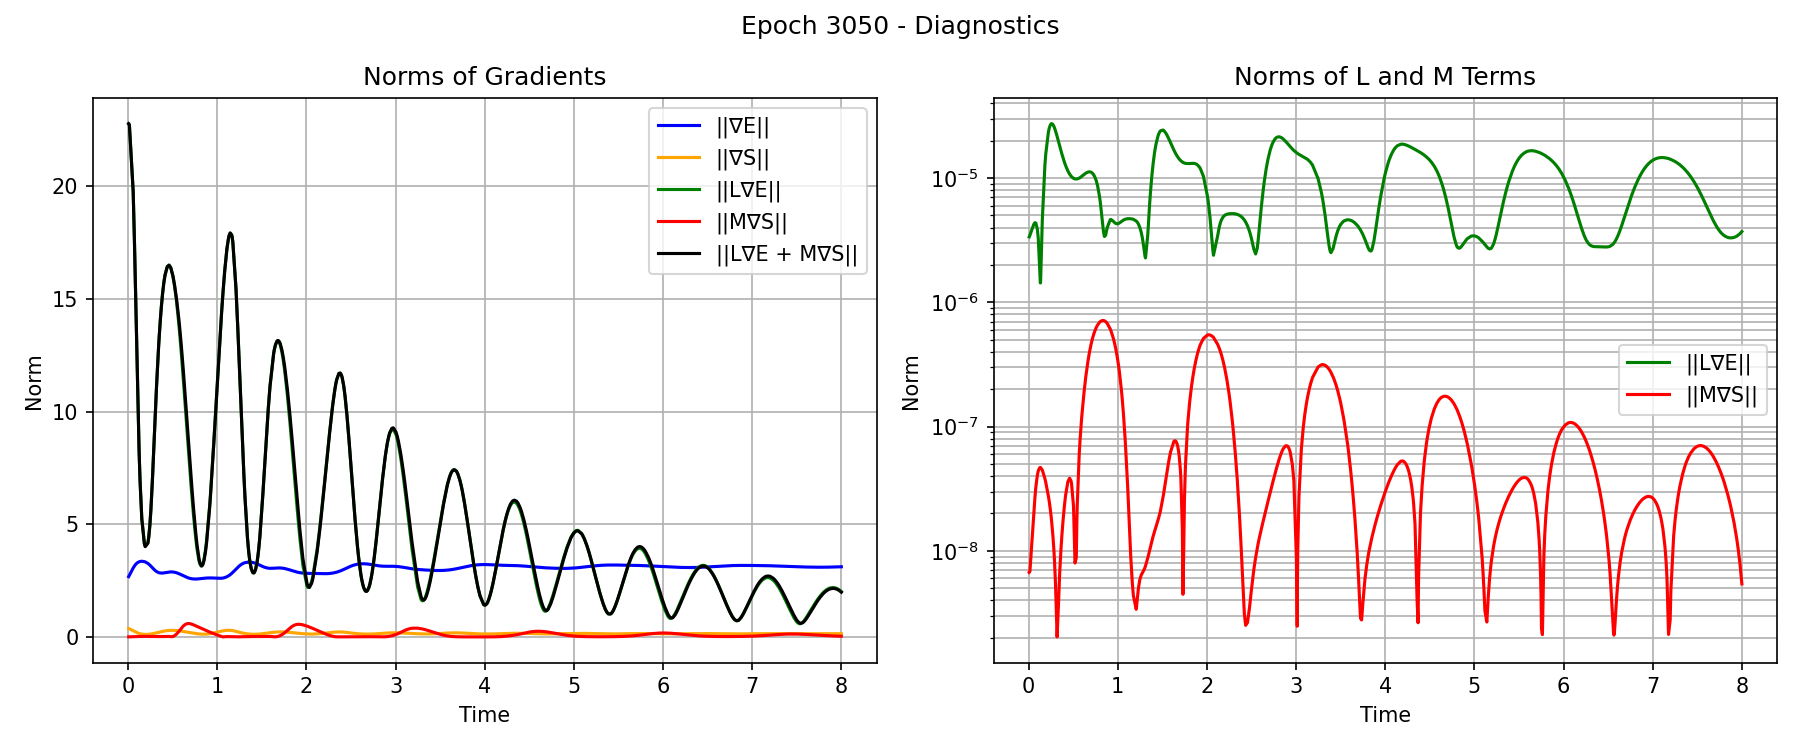 Epoch 3050 - Diagnostics
Norms of Gradients
Norm
20
15
10
5
0
0 1 2 3 4 5 6 7 8
Time
||∇E||
||∇S||
||L∇E||
||M∇S||
||L∇E + M∇S||
Norms of L and M Terms
Norm
10⁻⁵
10⁻⁶
10⁻⁷
10⁻⁸
0 1 2 3 4 5 6 7 8
Time
||L∇E||
||M∇S||